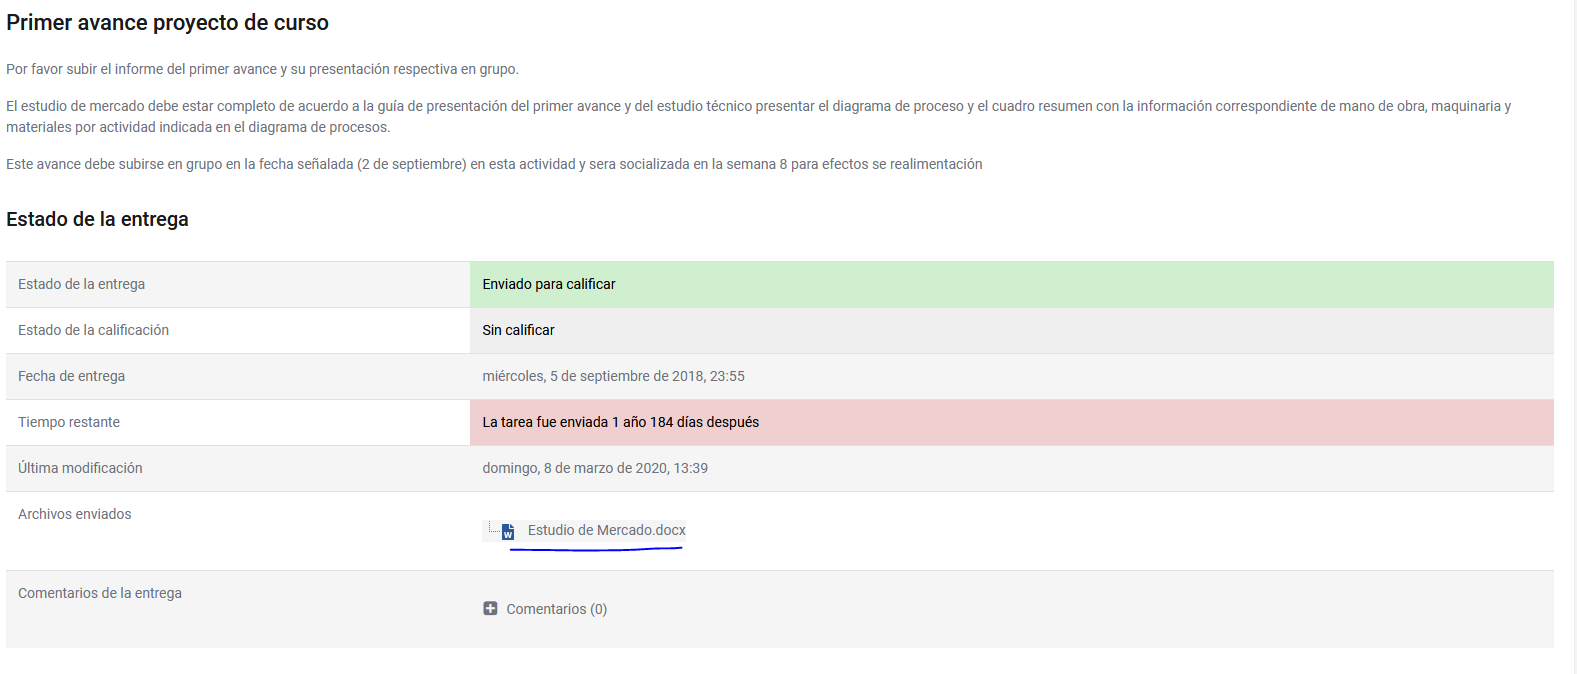 Primer avance proyecto de curso
Por favor subir el informe del primer avance y su presentación respectiva en grupo.
El estudio de mercado debe estar completo de acuerdo a la guía de presentación del primer avance y del estudio técnico presentar el diagrama de proceso y el cuadro resumen con la información correspondiente de mano de obra, maquinaria y
materiales por actividad indicada en el diagrama de procesos.
Este avance debe subirse en grupo en la fecha señalada (2 de septiembre) en esta actividad y sera socializada en la semana 8 para efectos se realimentación
Estado de la entrega
Estado de la entrega Enviado para calificar
Estado de la calificación Sin calificar
Fecha de entrega miércoles, 5 de septiembre de 2018, 23:55
Tiempo restante La tarea fue enviada 1 año 184 días después
Última modificación domingo, 8 de marzo de 2020, 13:39
Archivos enviados
Estudio de Mercado.docx
Comentarios de la entrega
Comentarios (0)